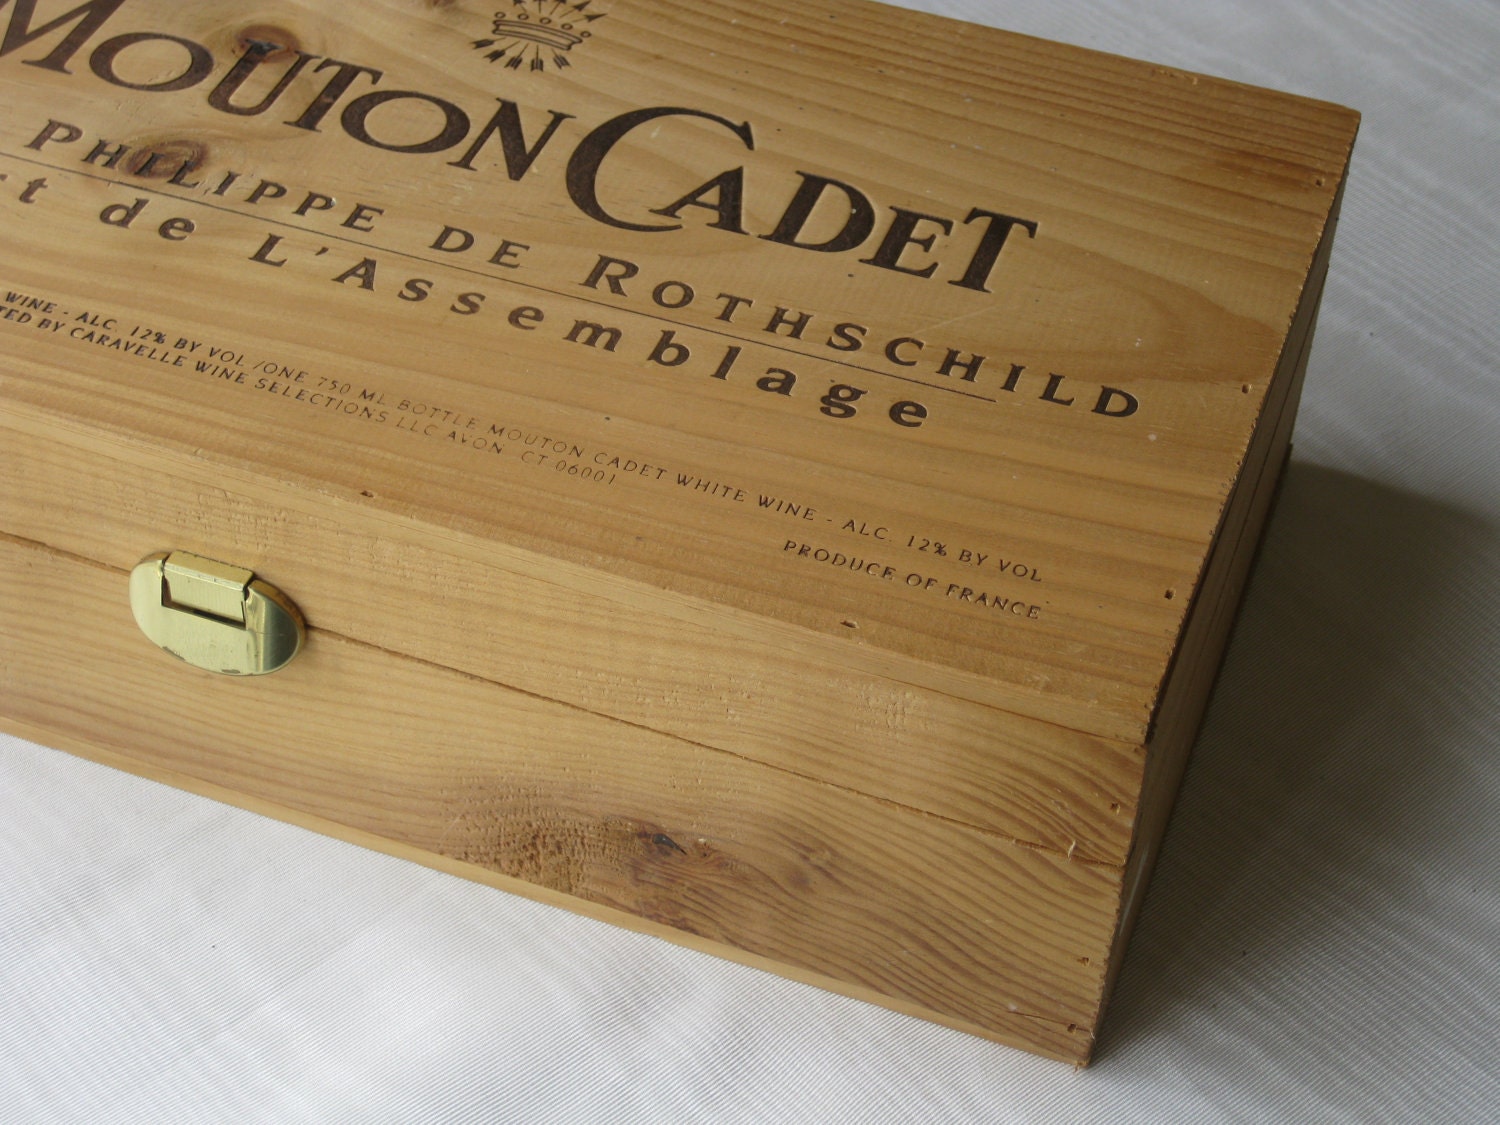 MOUTON CADET
PHILIPPE DE ROTHSCHILD
de L'Assemblage
WINE - ALC. 12% BY VOL /ONE 750 ML BOTTLE MOUTON CADET WHITE WINE - ALC. 12% BY VOL
BY CARAVELLE WINE SELECTIONS LLC AVON CT 06001
PRODUCE OF FRANCE